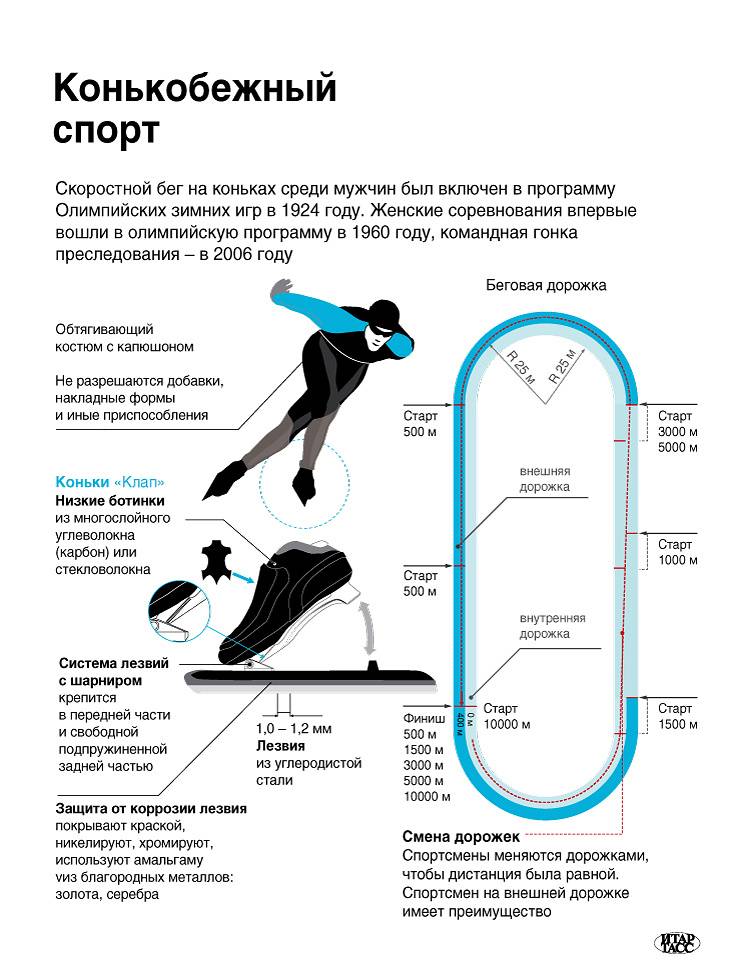 Конькобежный
спорт
Скоростной бег на коньках среди мужчин был включен в программу
Олимпийских зимних игр в 1924 году. Женские соревнования впервые
вошли в олимпийскую программу в 1960 году, командная гонка
преследования – в 2006 году
Обтягивающий
костюм с капюшоном
Не разрешаются добавки,
накладные формы
и иные приспособления
Коньки «Клап»
Низкие ботинки
из многослойного
углеволокна
(карбон) или
стекловолокна
Система лезвий
с шарниром
крепится
в передней части
и свободной
подпружиненной
задней частью
1,0 – 1,2 мм
Лезвия
из углеродистой
стали
Защита от коррозии лезвия
покрывают краской,
никелируют, хромируют,
используют амальгаму
vиз благородных металлов:
золота, серебра
Беговая дорожка
R 25 м
R 25 м
Старт
500 м
Старт
3000 м
5000 м
внешняя
дорожка
Старт
1000 м
Старт
500 м
внутренняя
дорожка
Финиш
500 м
1500 м
3000 м
5000 м
10000 м
0 м
400 м
Старт
10000 м
Старт
1500 м
Смена дорожек
Спортсмены меняются дорожками,
чтобы дистанция была равной.
Спортсмен на внешней дорожке
имеет преимущество
ИТАР
ТАСС